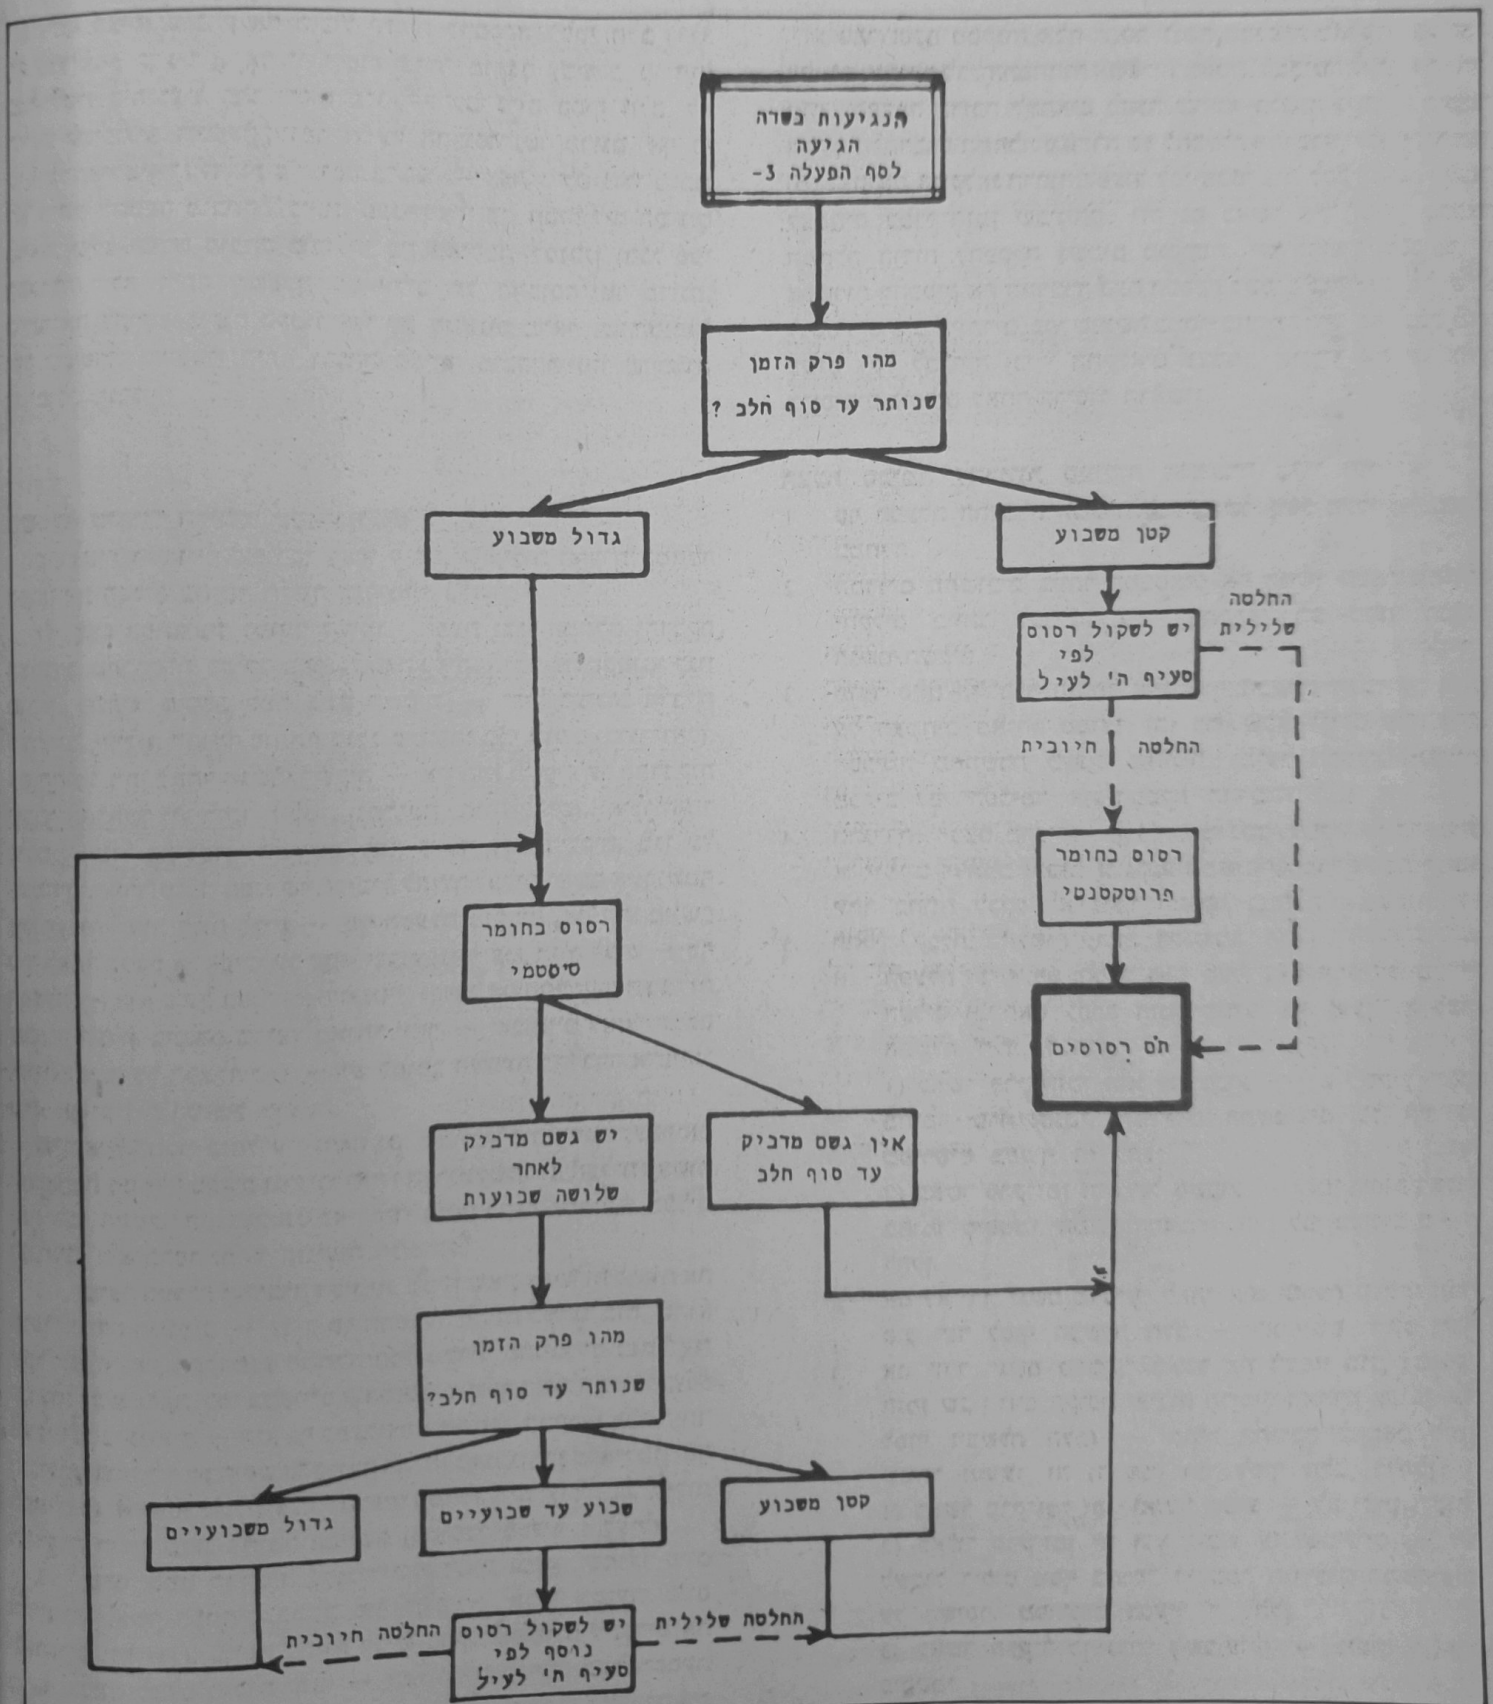 הנגיעות בשדה
הגיעה
לסף הפעלה 3-
מהו פרק הזמן
שנותר עד סוף חלב ?
קטן משבוע
גדול משבוע
החלטה
שלילית
יש לשקול רסוס
לפי
סעיף ה' לעיל
החלטה חיובית
רסוס בחומר
פרוטקטנטי
רסוס בחומר
סיסטמי
תם רסוסים
אין גשם מדביק
עד סוף חלב
יש גשם מדביק
לאחר
שלושה שבועות
מהו פרק הזמן
שנותר עד סוף חלב?
קטן משבוע
שבוע עד שבועיים
גדול משבועיים
החלטה שלילית
יש לשקול רסוס
נוסף לפי
סעיף ח' לעיל
החלטה חיובית